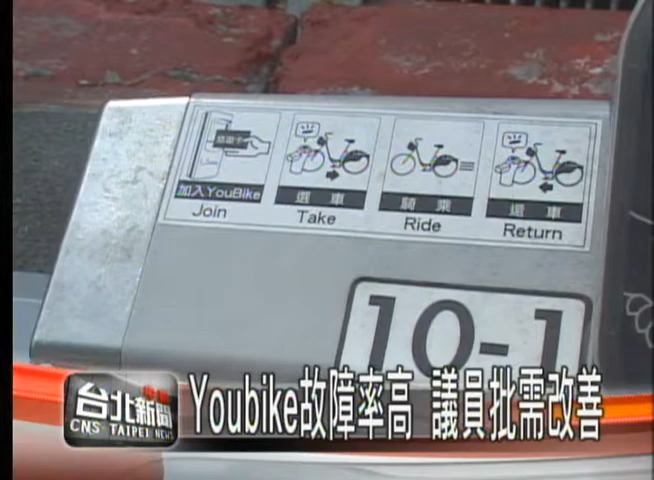 加入YouBike
選車
騎乘
還車
Join
Take
Ride
Return
10-1
台北新聞
CNS TAIPEI NEWS
Youbike故障率高 議員批需改善